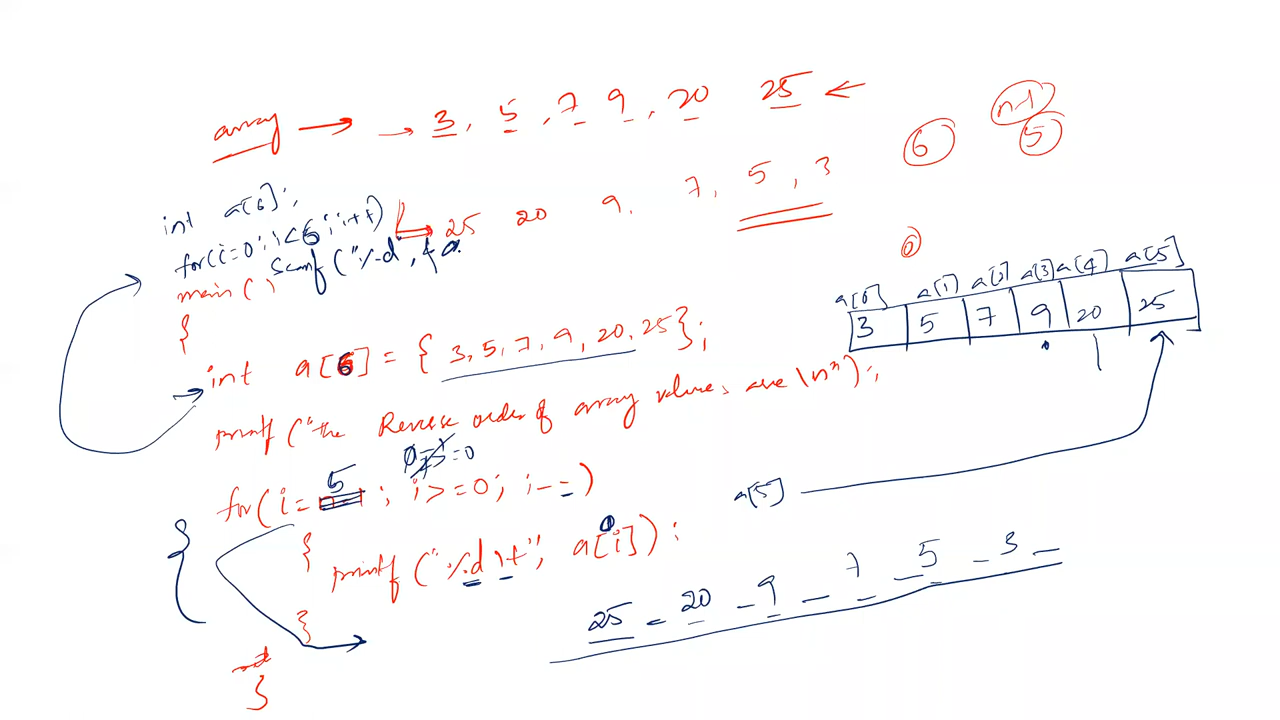 array → → 3, 5, 7 9, 20 25 ←
6 n-1
5
25 20 9, 7, 5, 3
0
int a[6];
for(i=0; i<6; i++)
scanf("%d", &a
main()
{
int a[6] = { 3, 5, 7, 9, 20, 25};
printf("the Reverse order of array values are \n");
for(i=5; i>=0; i--)
{
printf("%d\t", a[i]);
}
}
a[0] a[1] a[2] a[3] a[4] a[5]
3 5 7 9 20 25
a[5]
25 - 20 - 9 - 7 - 5 - 3 -